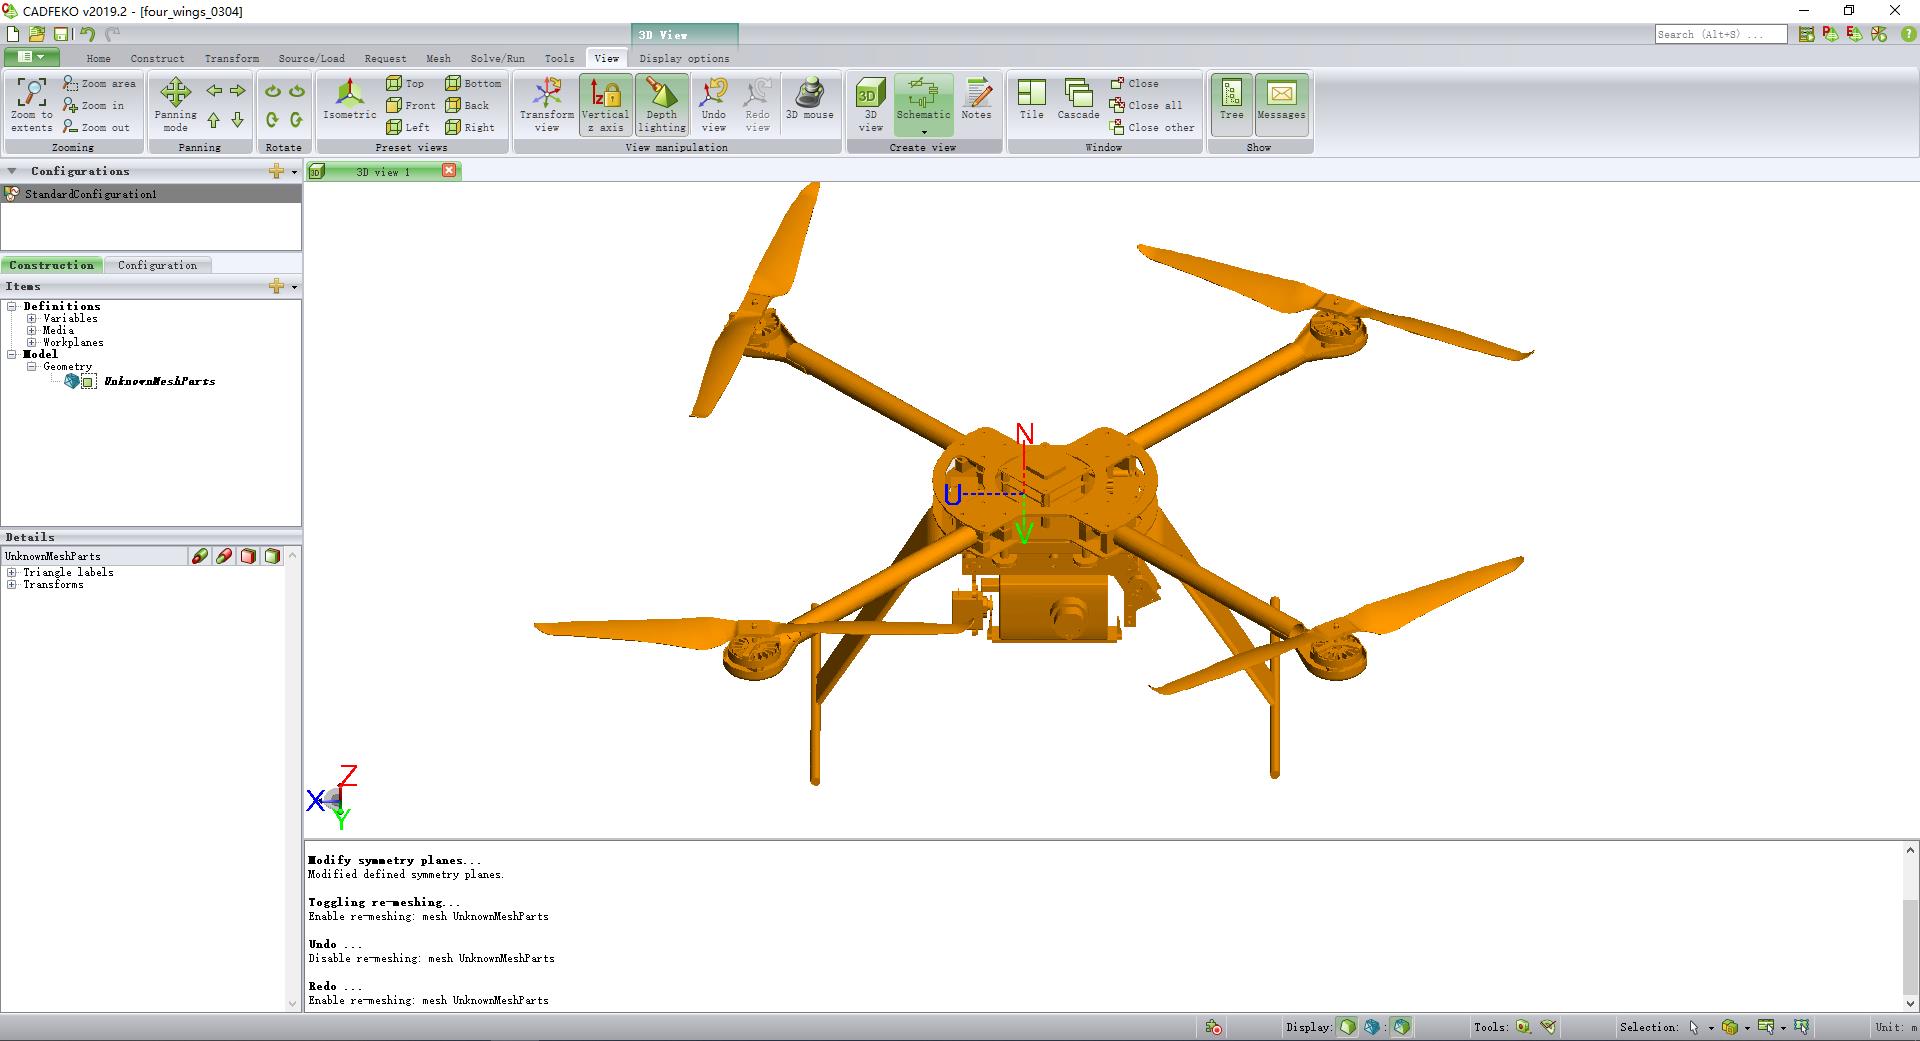 CADFEKO v2019.2 - [four_wings_0304]
3D View
Search (Alt+S) ...
Home Construct Transform Source/Load Request Mesh Solve/Run Tools View Display options
Zoom to extents
Zoom area
Zoom in
Zoom out
Zooming
Panning mode
Panning
Rotate
Isometric
Top
Front
Left
Bottom
Back
Right
Preset views
Transform view
Vertical z axis
Depth lighting
Undo view
Redo view
3D mouse
View manipulation
3D view
Schematic
Notes
Create view
Tile
Cascade
Close
Close all
Close other
Window
Tree
Messages
Show
Configurations
StandardConfiguration1
Construction Configuration
Items
Definitions
Variables
Media
Workplanes
Model
Geometry
UnknownMeshParts
Details
UnknownMeshParts
Triangle labels
Transforms
3D view 1
N
U
V
Z
X
Y
Modify symmetry planes...
Modified defined symmetry planes.
Toggling re-meshing...
Enable re-meshing: mesh UnknownMeshParts
Undo ...
Disable re-meshing: mesh UnknownMeshParts
Redo ...
Enable re-meshing: mesh UnknownMeshParts
Display: Tools: Selection: Unit: m